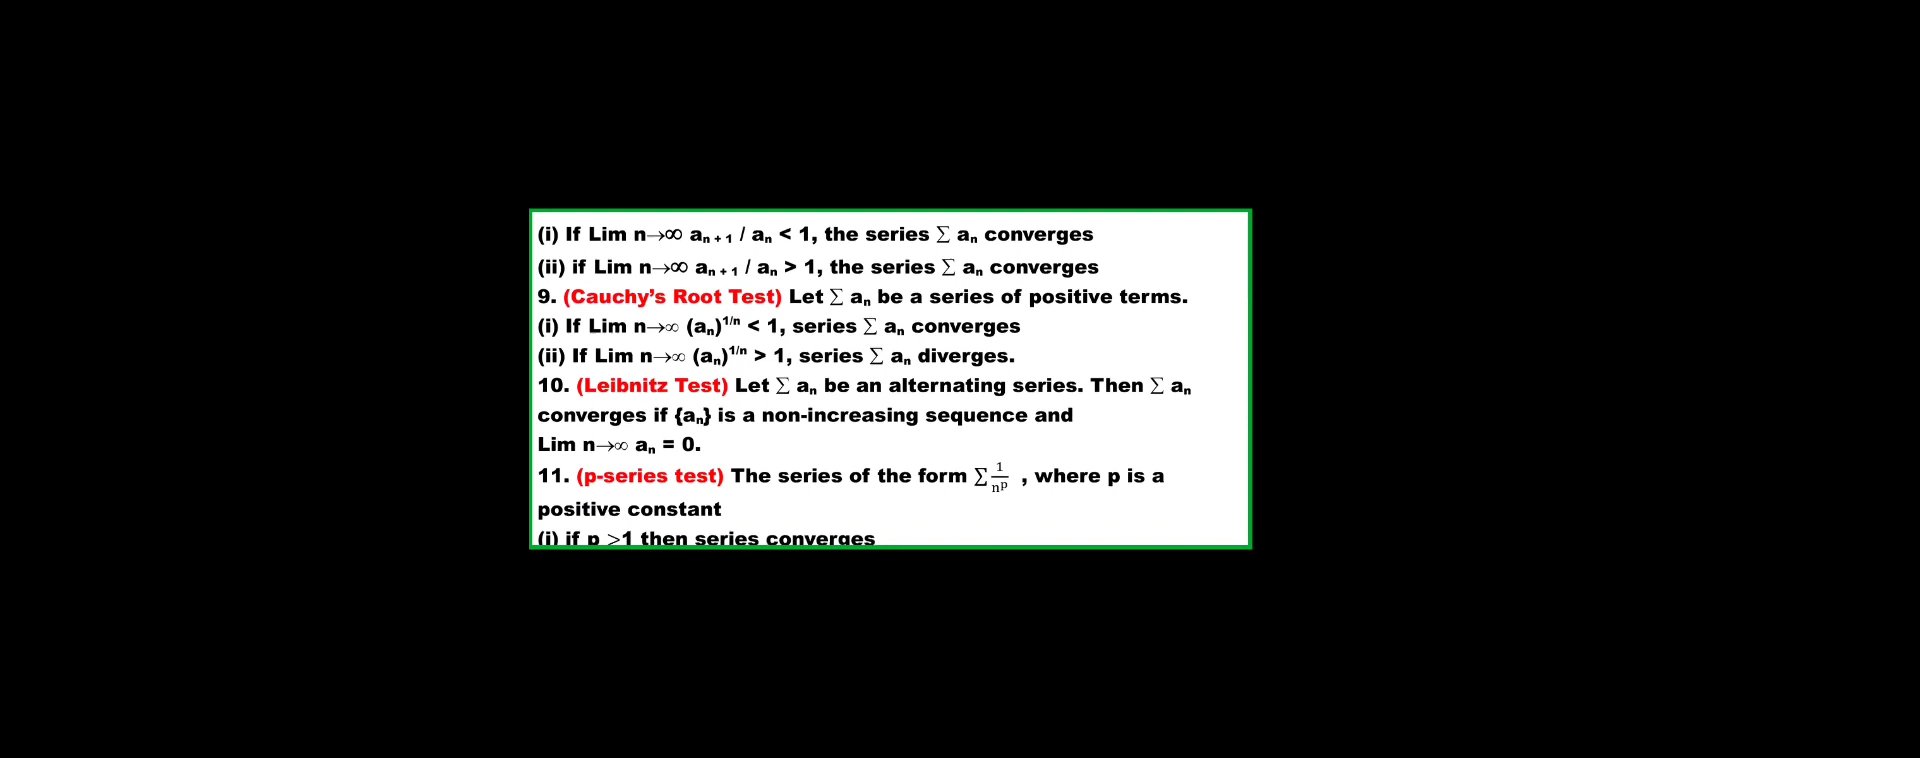 (i) If Lim n→∞ aₙ₊₁ / aₙ < 1, the series ∑ aₙ converges
(ii) if Lim n→∞ aₙ₊₁ / aₙ > 1, the series ∑ aₙ converges
9. (Cauchy’s Root Test) Let ∑ aₙ be a series of positive terms.
(i) If Lim n→∞ (aₙ)¹/ⁿ < 1, series ∑ aₙ converges
(ii) If Lim n→∞ (aₙ)¹/ⁿ > 1, series ∑ aₙ diverges.
10. (Leibnitz Test) Let ∑ aₙ be an alternating series. Then ∑ aₙ
converges if {aₙ} is a non-increasing sequence and
Lim n→∞ aₙ = 0.
11. (p-series test) The series of the form ∑ 1/nᵖ , where p is a
positive constant
(i) if p >1 then series converges